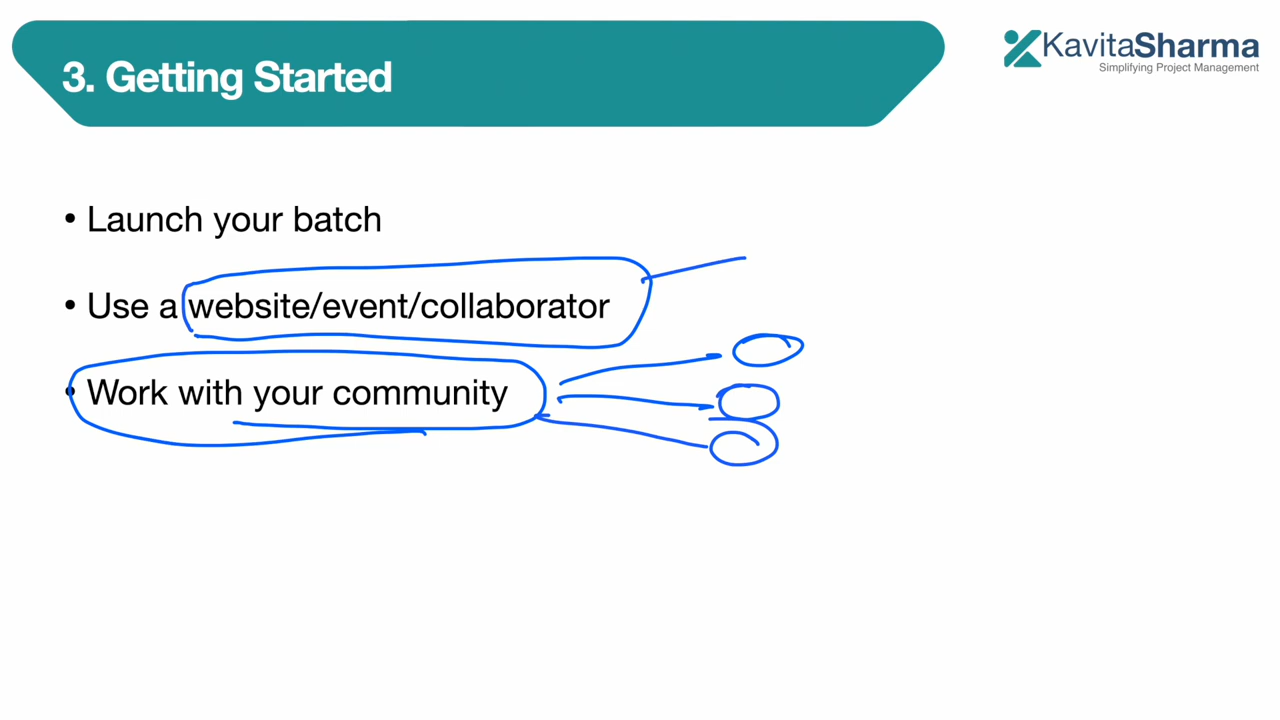 3. Getting Started
KavitaSharma
Simplifying Project Management
• Launch your batch
• Use a website/event/collaborator
• Work with your community